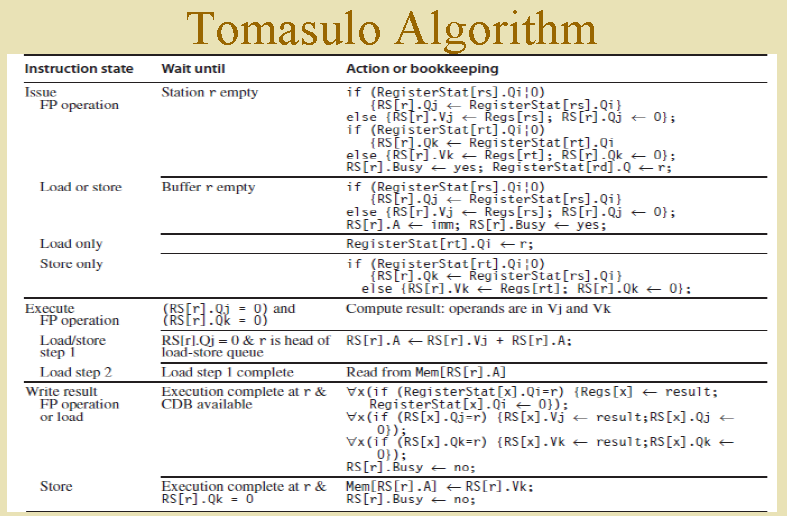 Tomasulo Algorithm
Instruction state Wait until Action or bookkeeping
Issue
FP operation
Station r empty
if (RegisterStat[rs].Qi¦0)
{RS[r].Qj ← RegisterStat[rs].Qi}
else {RS[r].Vj ← Regs[rs]; RS[r].Qj ← 0};
if (RegisterStat[rt].Qi¦0)
{RS[r].Qk ← RegisterStat[rt].Qi
else {RS[r].Vk ← Regs[rt]; RS[r].Qk ← 0};
RS[r].Busy ← yes; RegisterStat[rd].Q ← r;
Load or store
Buffer r empty
if (RegisterStat[rs].Qi¦0)
{RS[r].Qj ← RegisterStat[rs].Qi}
else {RS[r].Vj ← Regs[rs]; RS[r].Qj ← 0};
RS[r].A ← imm; RS[r].Busy ← yes;
Load only
RegisterStat[rt].Qi ← r;
Store only
if (RegisterStat[rt].Qi¦0)
{RS[r].Qk ← RegisterStat[rs].Qi}
else {RS[r].Vk ← Regs[rt]; RS[r].Qk ← 0};
Execute
FP operation
(RS[r].Qj = 0) and
(RS[r].Qk = 0)
Compute result: operands are in Vj and Vk
Load/store
step 1
RS[r].Qj = 0 & r is head of
load-store queue
RS[r].A ← RS[r].Vj + RS[r].A;
Load step 2
Load step 1 complete
Read from Mem[RS[r].A]
Write result
FP operation
or load
Execution complete at r &
CDB available
∀x(if (RegisterStat[x].Qi=r) {Regs[x] ← result;
RegisterStat[x].Qi ← 0});
∀x(if (RS[x].Qj=r) {RS[x].Vj ← result;RS[x].Qj ←
0});
∀x(if (RS[x].Qk=r) {RS[x].Vk ← result;RS[x].Qk ←
0});
RS[r].Busy ← no;
Store
Execution complete at r &
RS[r].Qk = 0
Mem[RS[r].A] ← RS[r].Vk;
RS[r].Busy ← no;